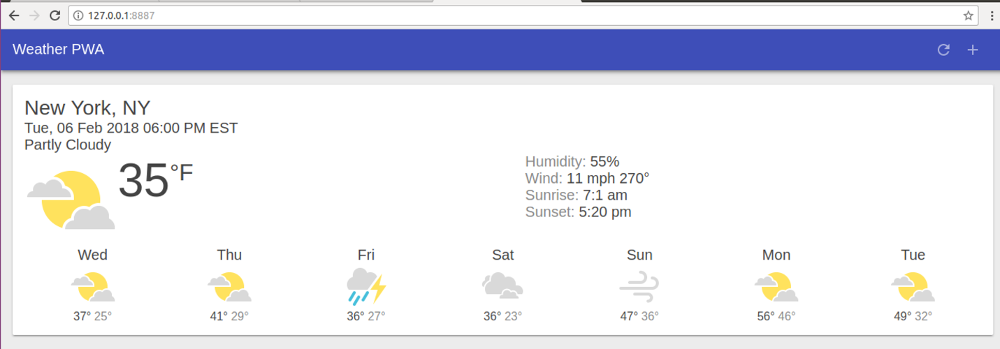 127.0.0.1:8887
Weather PWA
New York, NY
Tue, 06 Feb 2018 06:00 PM EST
Partly Cloudy
35°F
Humidity: 55%
Wind: 11 mph 270°
Sunrise: 7:1 am
Sunset: 5:20 pm
Wed Thu Fri Sat Sun Mon Tue
37° 25° 41° 29° 36° 27° 36° 23° 47° 36° 56° 46° 49° 32°